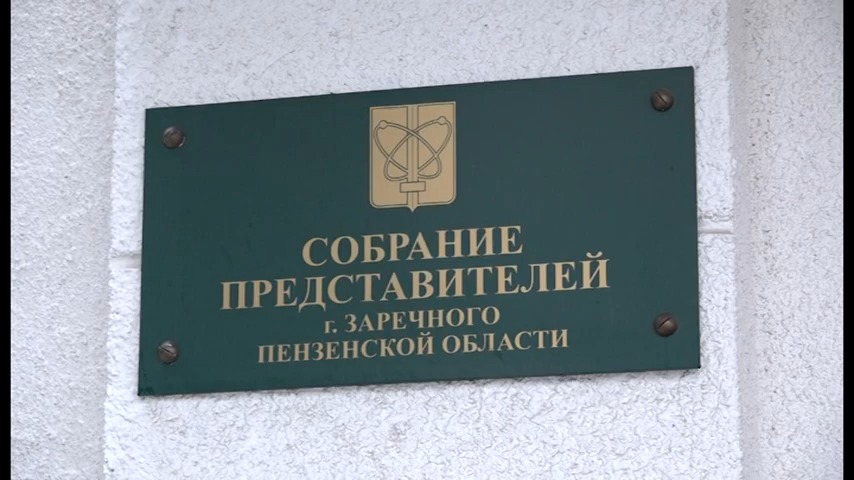 СОБРАНИЕ
ПРЕДСТАВИТЕЛЕЙ
г. ЗАРЕЧНОГО
ПЕНЗЕНСКОЙ ОБЛАСТИ